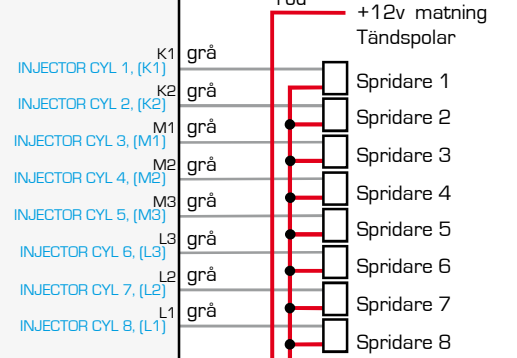 röd
+12v matning
Tändspolar
K1 grå
INJECTOR CYL 1, (K1)
Spridare 1
K2 grå
INJECTOR CYL 2, (K2)
Spridare 2
M1 grå
INJECTOR CYL 3, (M1)
Spridare 3
M2 grå
INJECTOR CYL 4, (M2)
Spridare 4
M3 grå
INJECTOR CYL 5, (M3)
Spridare 5
L3 grå
INJECTOR CYL 6, (L3)
Spridare 6
L2 grå
INJECTOR CYL 7, (L2)
Spridare 7
L1 grå
INJECTOR CYL 8, (L1)
Spridare 8